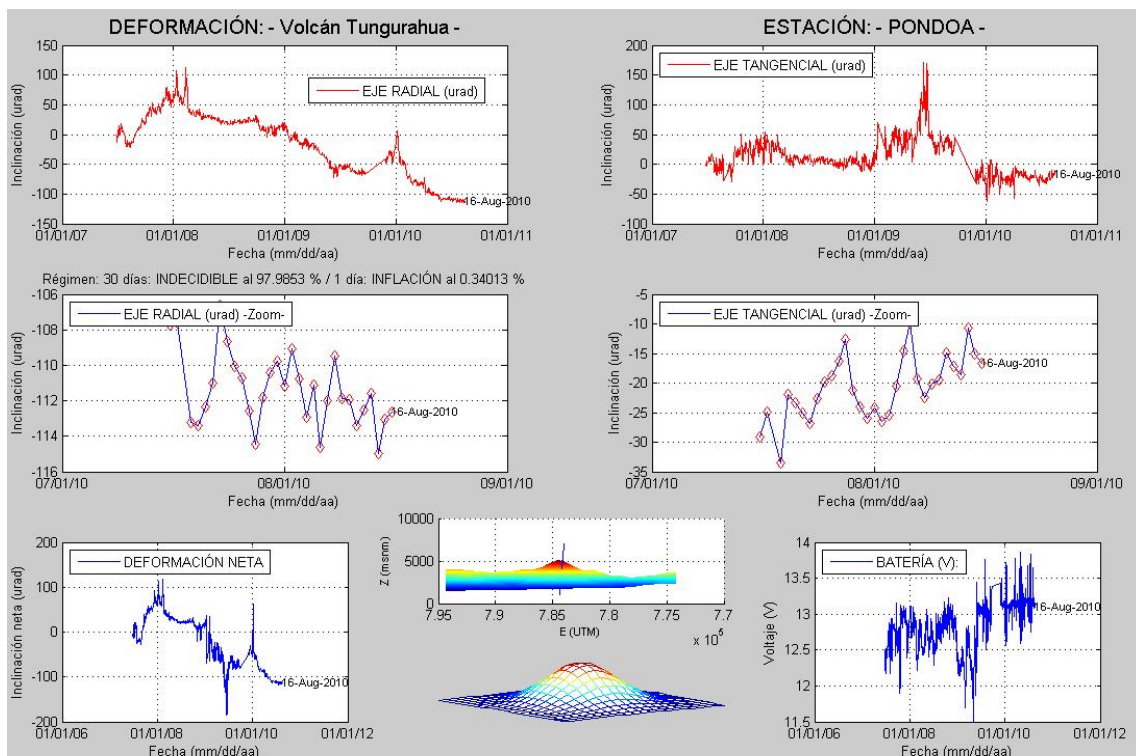 DEFORMACIÓN: - Volcán Tungurahua -
ESTACIÓN: - PONDOA -
150
100
50
0
-50
-100
-150
Inclinación (urad)
EJE RADIAL (urad)
16-Aug-2010
01/01/07 01/01/08 01/01/09 01/01/10 01/01/11
Fecha (mm/dd/aa)
200
150
100
50
0
-50
-100
Inclinación (urad)
EJE TANGENCIAL (urad)
16-Aug-2010
01/01/07 01/01/08 01/01/09 01/01/10 01/01/11
Fecha (mm/dd/aa)
Régimen: 30 días: INDECIDIBLE al 97.9853 % / 1 día: INFLACIÓN al 0.34013 %
-106
-108
-110
-112
-114
-116
Inclinación (urad)
EJE RADIAL (urad) -Zoom-
16-Aug-2010
07/01/10 08/01/10 09/01/10
Fecha (mm/dd/aa)
-5
-10
-15
-20
-25
-30
-35
Inclinación (urad)
EJE TANGENCIAL (urad) -Zoom-
16-Aug-2010
07/01/10 08/01/10 09/01/10
Fecha (mm/dd/aa)
200
100
0
-100
-200
Inclinación neta (urad)
DEFORMACIÓN NETA
16-Aug-2010
01/01/06 01/01/08 01/01/10 01/01/12
Fecha (mm/dd/aa)
10000
5000
0
Z (msnm)
7.95 7.9 7.85 7.8 7.75 7.7
E (UTM)
14
13.5
13
12.5
12
11.5
Voltaje (V)
BATERÍA (V):
16-Aug-2010
01/01/06 01/01/08 01/01/10 01/01/12
Fecha (mm/dd/aa)